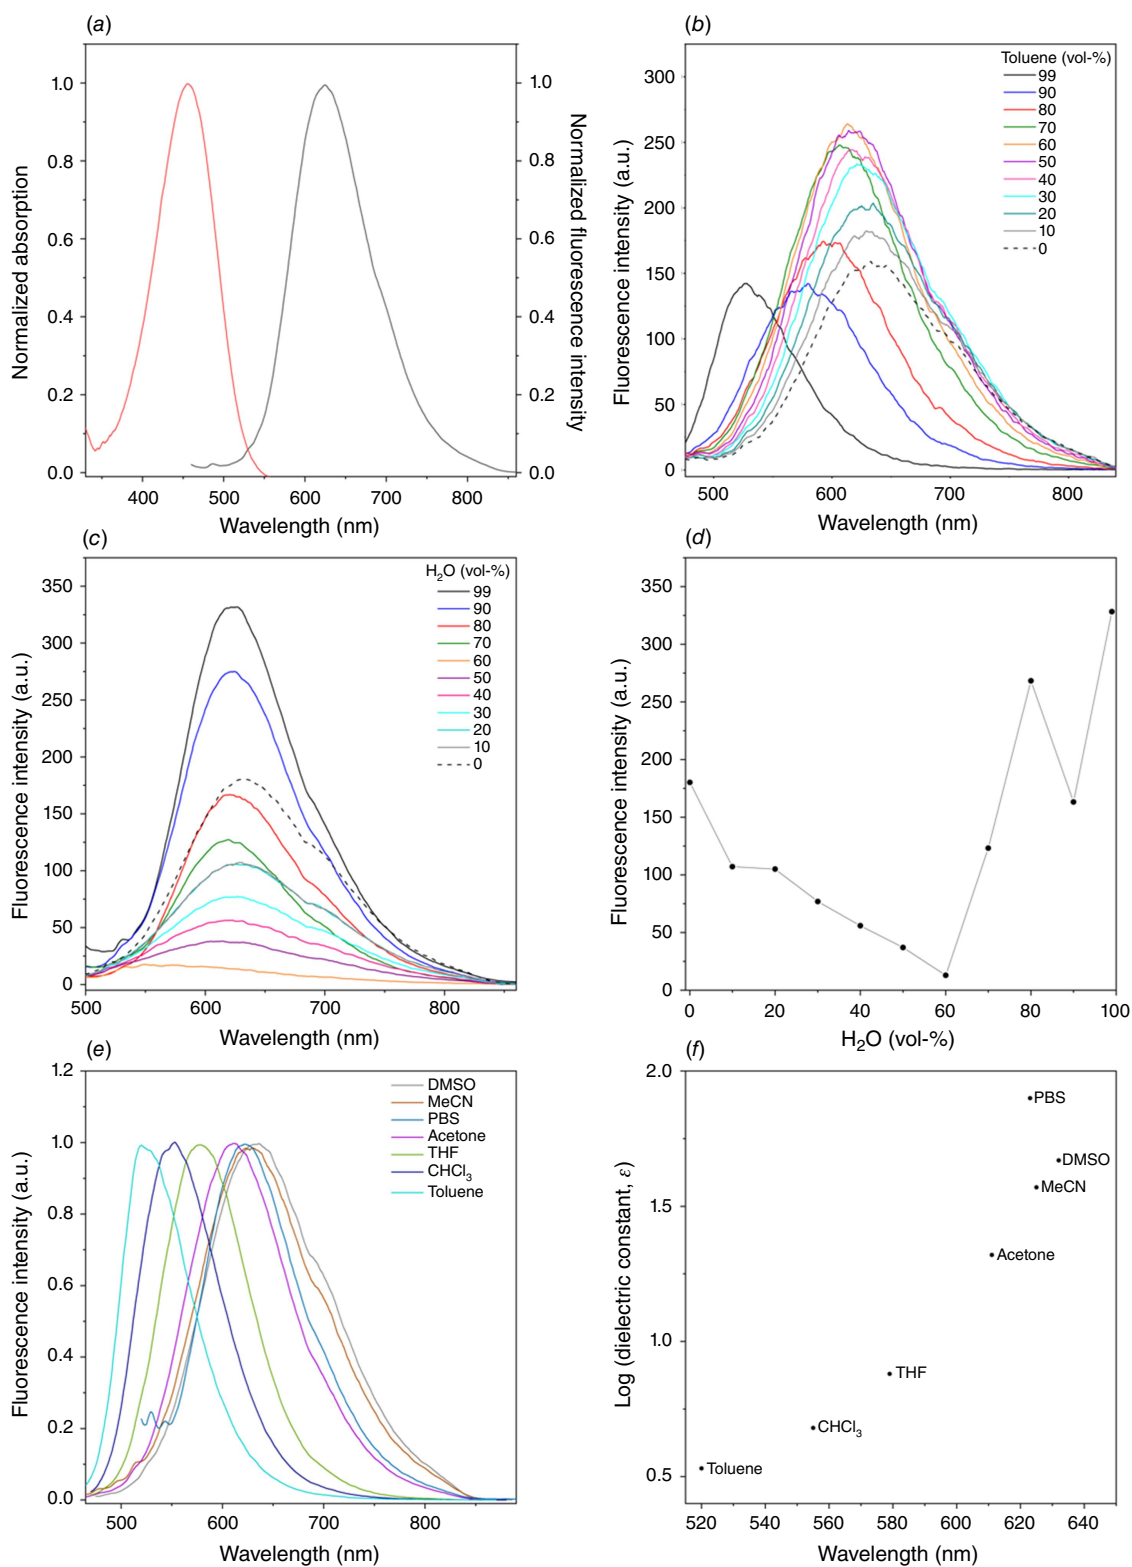 (a)
1.0
0.8
0.6
0.4
0.2
0.0
Normalized absorption
400
500
600
700
800
Wavelength (nm)
1.0
0.8
0.6
0.4
0.2
0.0
Normalized fluorescence intensity
(b)
300
250
200
150
100
50
0
Fluorescence intensity (a.u.)
500
600
700
800
Wavelength (nm)
Toluene (vol-%)
99
90
80
70
60
50
40
30
20
10
0
(c)
350
300
250
200
150
100
50
0
Fluorescence intensity (a.u.)
500
600
700
800
Wavelength (nm)
H₂O (vol-%)
99
90
80
70
60
50
40
30
20
10
0
(d)
350
300
250
200
150
100
50
0
Fluorescence intensity (a.u.)
0
20
40
60
80
100
H₂O (vol-%)
(e)
1.2
1.0
0.8
0.6
0.4
0.2
0.0
Fluorescence intensity (a.u.)
500
600
700
800
Wavelength (nm)
DMSO
MeCN
PBS
Acetone
THF
CHCl₃
Toluene
(f)
2.0
1.5
1.0
0.5
Log (dielectric constant, ε)
PBS
DMSO
MeCN
Acetone
THF
CHCl₃
Toluene
520
540
560
580
600
620
640
Wavelength (nm)